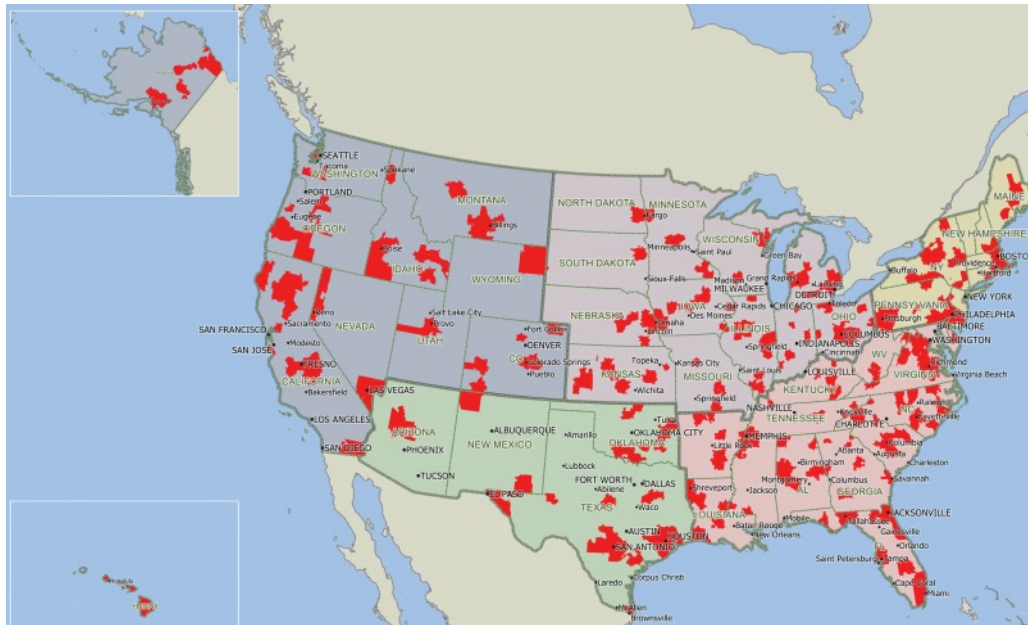 SEATTLE
Tacoma
WASHINGTON
Spokane
PORTLAND
Salem
Eugene
OREGON
MONTANA
Billings
Boise
IDAHO
WYOMING
NORTH DAKOTA
Fargo
MINNESOTA
Minneapolis
Saint Paul
SOUTH DAKOTA
Sioux Falls
WISCONSIN
Green Bay
Madison
MILWAUKEE
Grand Rapids
Lansing
DETROIT
MAINE
NEW HAMPSHIRE
BOSTON
Providence
Hartford
NY
Buffalo
NEW YORK
PENNSYLVANIA
Pittsburgh
PHILADELPHIA
BALTIMORE
WASHINGTON
Reno
Sacramento
SAN FRANCISCO
SAN JOSE
Modesto
FRESNO
CALIFORNIA
Bakersfield
LOS ANGELES
SAN DIEGO
NEVADA
LAS VEGAS
Salt Lake City
Provo
UTAH
Fort Collins
DENVER
Colorado Springs
Pueblo
NEBRASKA
Omaha
Lincoln
IOWA
Cedar Rapids
Des Moines
CHICAGO
Toledo
OHIO
COLUMBUS
Cincinnati
ILLINOIS
Springfield
INDIANAPOLIS
Topeka
KANSAS
Wichita
Kansas City
MISSOURI
Saint Louis
Springfield
LOUISVILLE
KENTUCKY
WV
VIRGINIA
Richmond
Virginia Beach
ARIZONA
PHOENIX
TUCSON
NEW MEXICO
ALBUQUERQUE
EL PASO
Amarillo
Lubbock
OKLAHOMA CITY
Tulsa
OKLAHOMA
FORT WORTH
DALLAS
Abilene
Waco
TEXAS
AUSTIN
HOUSTON
SAN ANTONIO
Corpus Christi
Laredo
McAllen
Brownsville
Little Rock
NASHVILLE
TENNESSEE
MEMPHIS
Knoxville
CHARLOTTE
NC
Raleigh
Fayetteville
Columbia
Charleston
Augusta
Atlanta
Birmingham
Montgomery
AL
Columbus
GEORGIA
Savannah
Jackson
Shreveport
LOUISIANA
Baton Rouge
New Orleans
Mobile
Tallahassee
JACKSONVILLE
Gainesville
Orlando
FL
Saint Petersburg
Tampa
Cape Coral
Miami